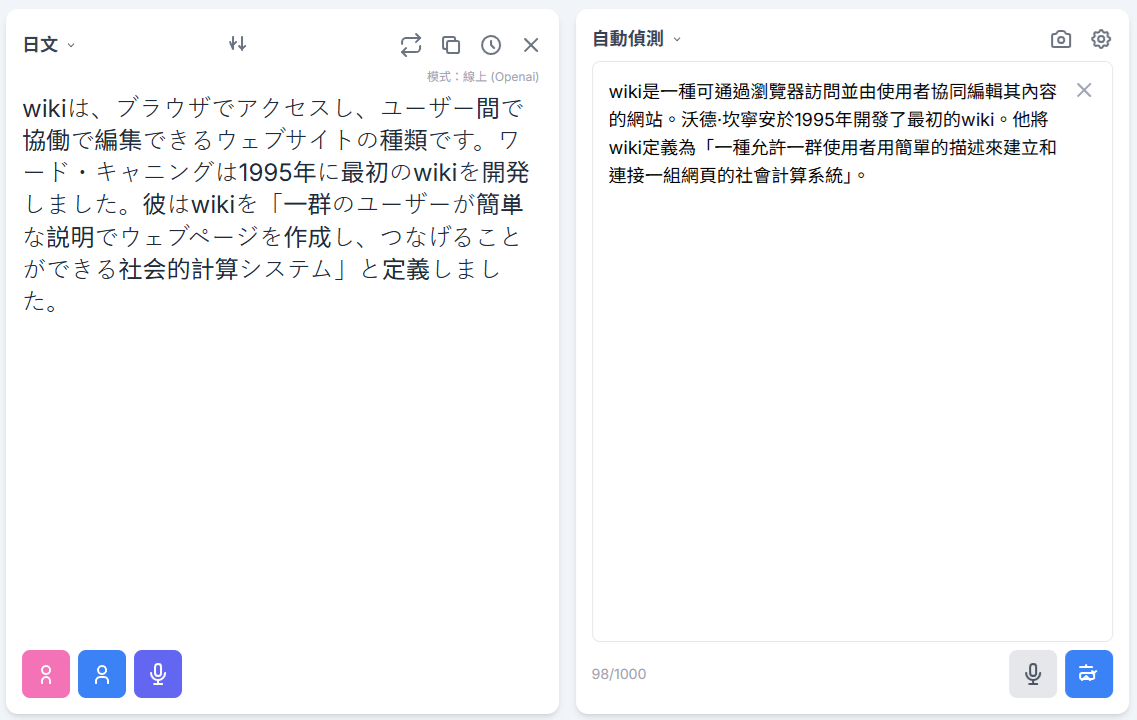 日文
模式：線上 (Openai)
wikiは、ブラウザでアクセスし、ユーザー間で
協働で編集できるウェブサイトの種類です。ワ
ード・キャニングは1995年に最初のwikiを開発
しました。彼はwikiを「一群のユーザーが簡単
な説明でウェブページを作成し、つなげること
ができる社会的計算システム」と定義しまし
た。
自動偵測
wiki是一種可通過瀏覽器訪問並由使用者協同編輯其內容
的網站。沃德·坎寧安於1995年開發了最初的wiki。他將
wiki定義為「一種允許一群使用者用簡單的描述來建立和
連接一組網頁的社會計算系統」。
98/1000